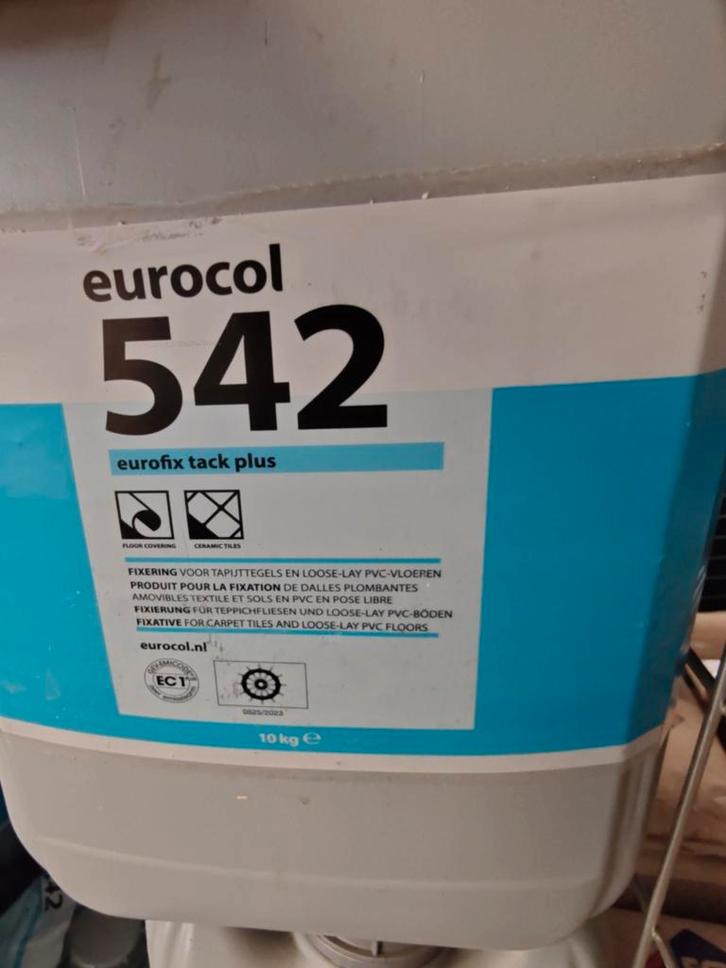 eurocol
542
eurofix tack plus
FLOOR COVERING CERAMIC TILES
FIXERING VOOR TAPIJTTEGELS EN LOOSE-LAY PVC-VLOEREN
PRODUIT POUR LA FIXATION DE DALLES PLOMBANTES
AMOVIBLES TEXTILE ET SOLS EN PVC EN POSE LIBRE
FIXIERUNG FÜR TEPPICHFLIESEN UND LOOSE-LAY PVC-BÖDEN
FIXATIVE FOR CARPET TILES AND LOOSE-LAY PVC FLOORS
eurocol.nl
EC 1
0825/2023
10 kg e